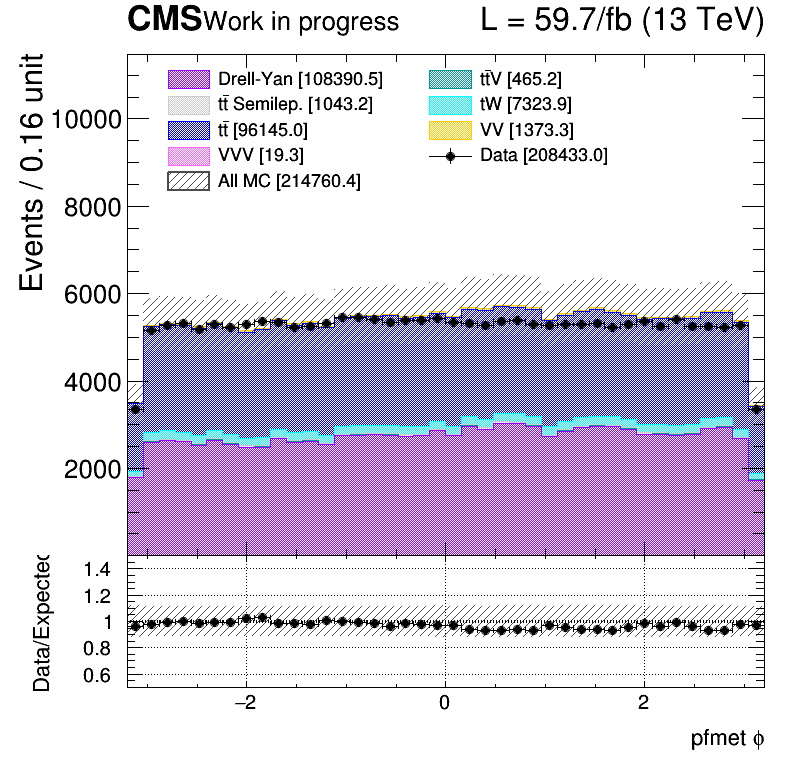 CMS Work in progress L = 59.7/fb (13 TeV)
Events / 0.16 unit
10000
8000
6000
4000
2000
Drell-Yan [108390.5]
tt̄ Semilep. [1043.2]
tt̄ [96145.0]
VVV [19.3]
All MC [214760.4]
tt̄V [465.2]
tW [7323.9]
VV [1373.3]
Data [208433.0]
Data/Expected
1.4
1.2
1
0.8
0.6
−2 0 2
pfmet ϕ